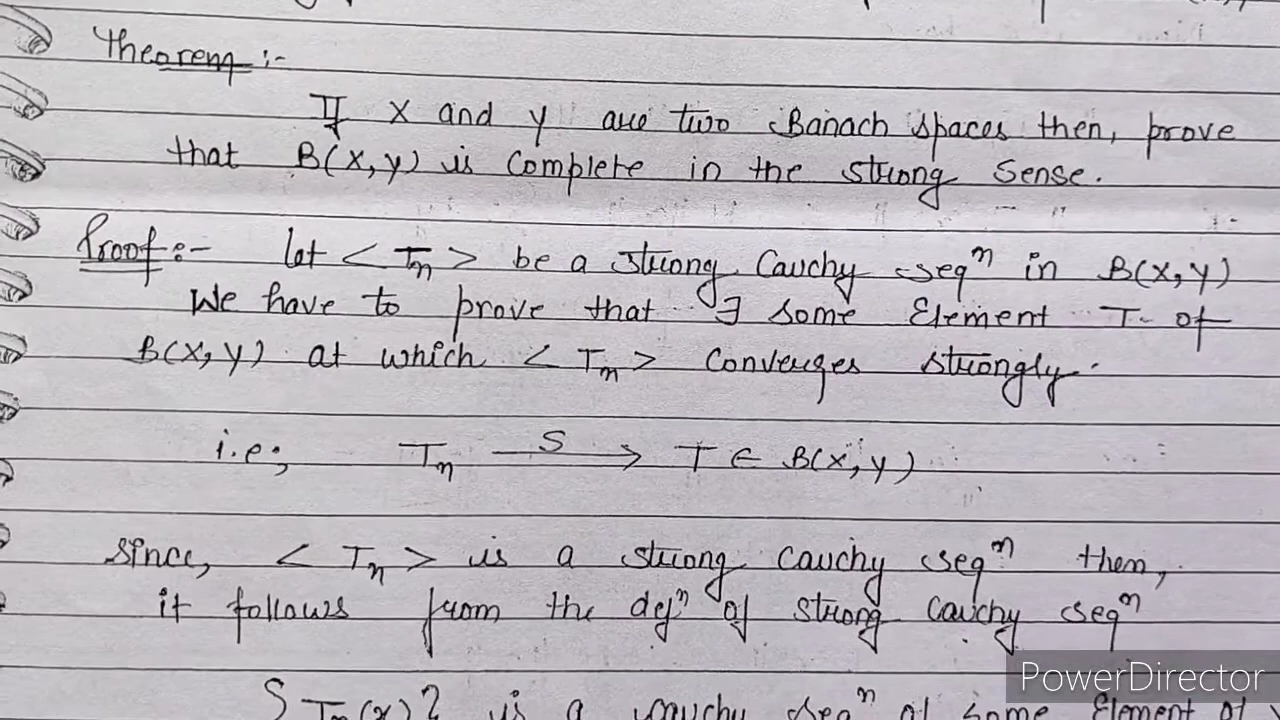 Theorem :-
If X and Y are two Banach spaces then, prove
that B(X,Y) is complete in the strong sense.
Proof :- let < Tn > be a strong Cauchy seqⁿ in B(X,Y)
We have to prove that ∃ some Element T of
B(X,Y) at which < Tn > converges strongly.
i.e; Tn —S→ T ∈ B(X,Y)
Since, < Tn > is a strong cauchy seqⁿ then,
it follows from the defⁿ of strong cauchy seqⁿ
PowerDirector
{Tn(x)} is a cauchy seqⁿ of some Element of